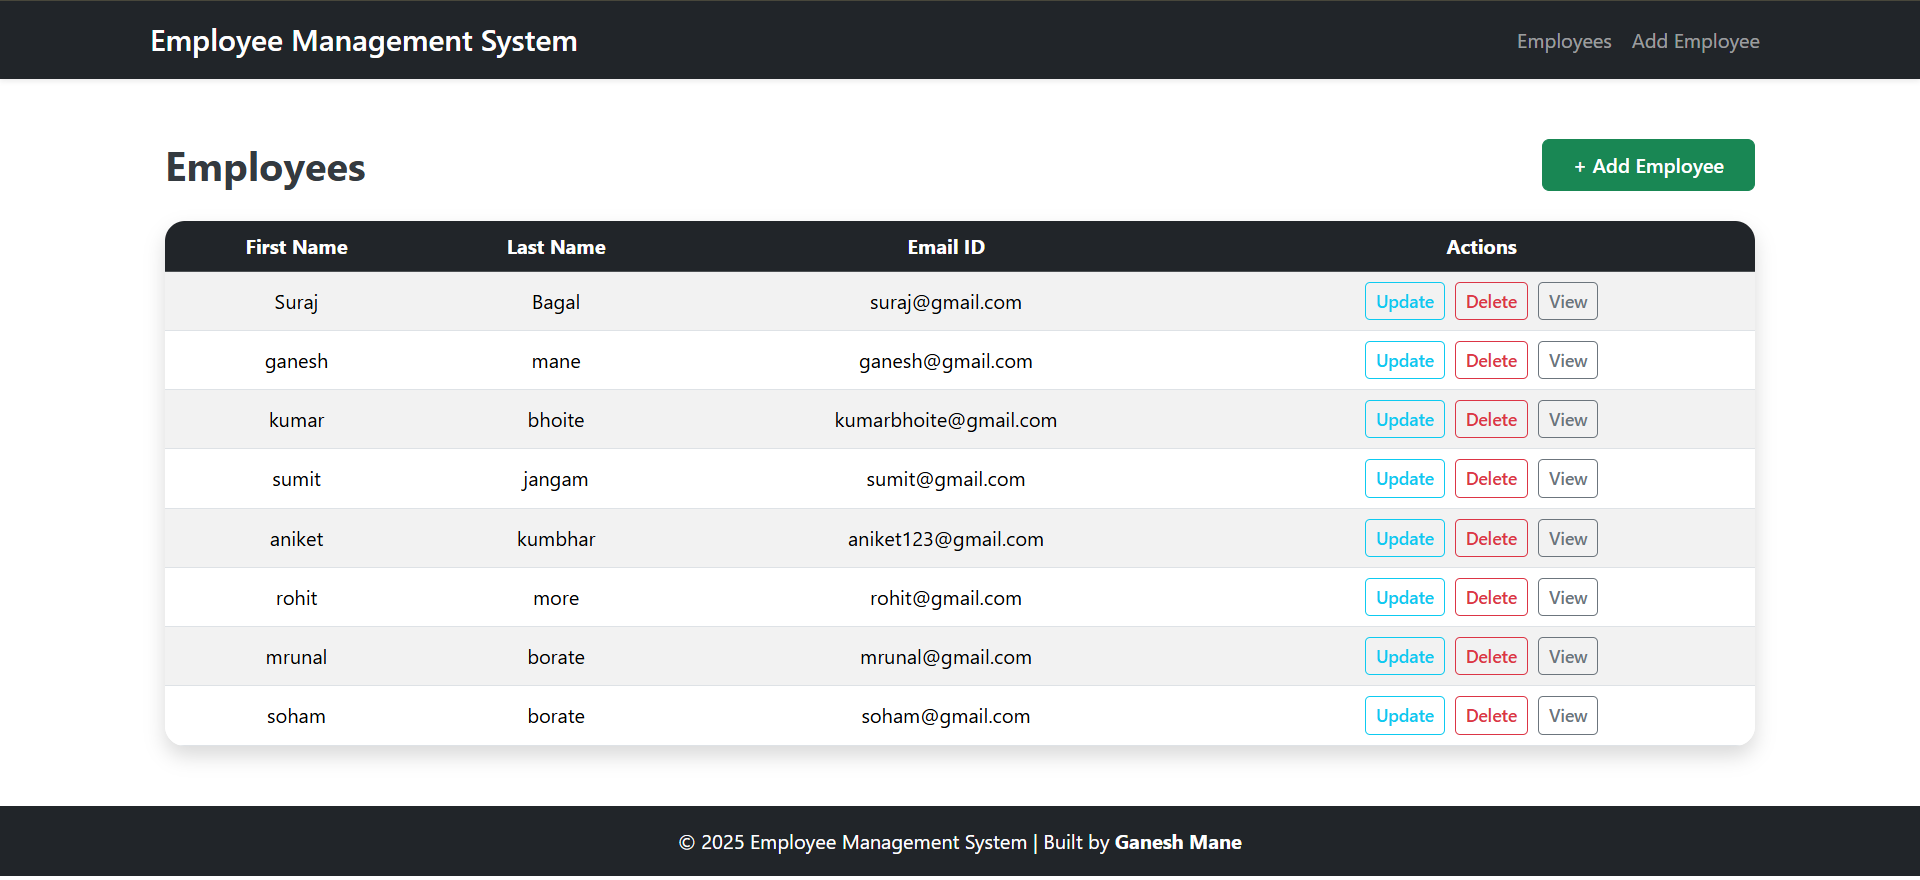 Employee Management System Employees Add Employee
Employees + Add Employee
First Name Last Name Email ID Actions
Suraj Bagal suraj@gmail.com Update Delete View
ganesh mane ganesh@gmail.com Update Delete View
kumar bhoite kumarbhoite@gmail.com Update Delete View
sumit jangam sumit@gmail.com Update Delete View
aniket kumbhar aniket123@gmail.com Update Delete View
rohit more rohit@gmail.com Update Delete View
mrunal borate mrunal@gmail.com Update Delete View
soham borate soham@gmail.com Update Delete View
© 2025 Employee Management System | Built by Ganesh Mane